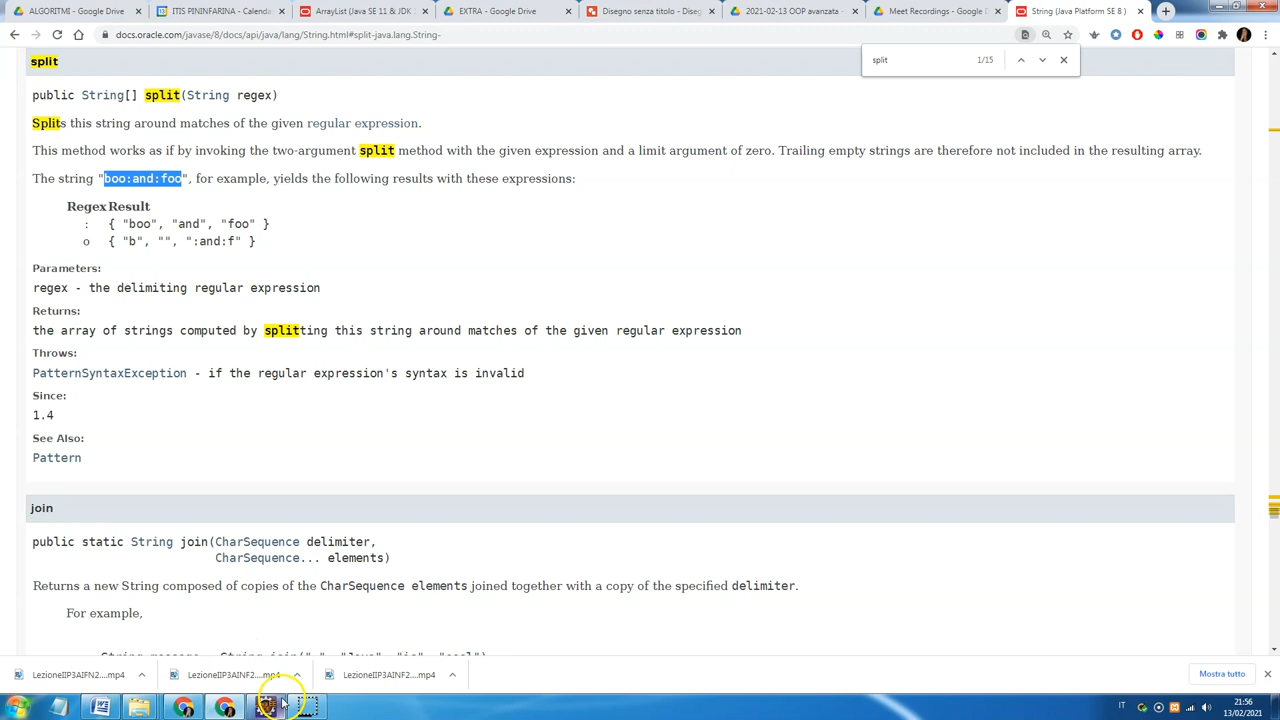 ALGORITMI - Google Drive
ITIS PININFARINA - Calenda
ArrayList (Java SE 11 & JDK
EXTRA - Google Drive
Disegno senza titolo - Diseg
2021-02-13 OOP avanzata -
Meet Recordings - Google D
String (Java Platform SE 8 )
docs.oracle.com/javase/8/docs/api/java/lang/String.html#split-java.lang.String-
split 1/15
split
public String[] split(String regex)
Splits this string around matches of the given regular expression.
This method works as if by invoking the two-argument split method with the given expression and a limit argument of zero. Trailing empty strings are therefore not included in the resulting array.
The string "boo:and:foo", for example, yields the following results with these expressions:
Regex Result
: { "boo", "and", "foo" }
o { "b", "", ":and:f" }
Parameters:
regex - the delimiting regular expression
Returns:
the array of strings computed by splitting this string around matches of the given regular expression
Throws:
PatternSyntaxException - if the regular expression's syntax is invalid
Since:
1.4
See Also:
Pattern
join
public static String join(CharSequence delimiter,
CharSequence... elements)
Returns a new String composed of copies of the CharSequence elements joined together with a copy of the specified delimiter.
For example,
String message = String.join("-", "Java", "is", "cool");
LezioneIIP3AIFN2....mp4
LezioneIIP3AINF2....mp4
LezioneIIP3AINF2....mp4
Mostra tutto
IT
21:56
13/02/2021